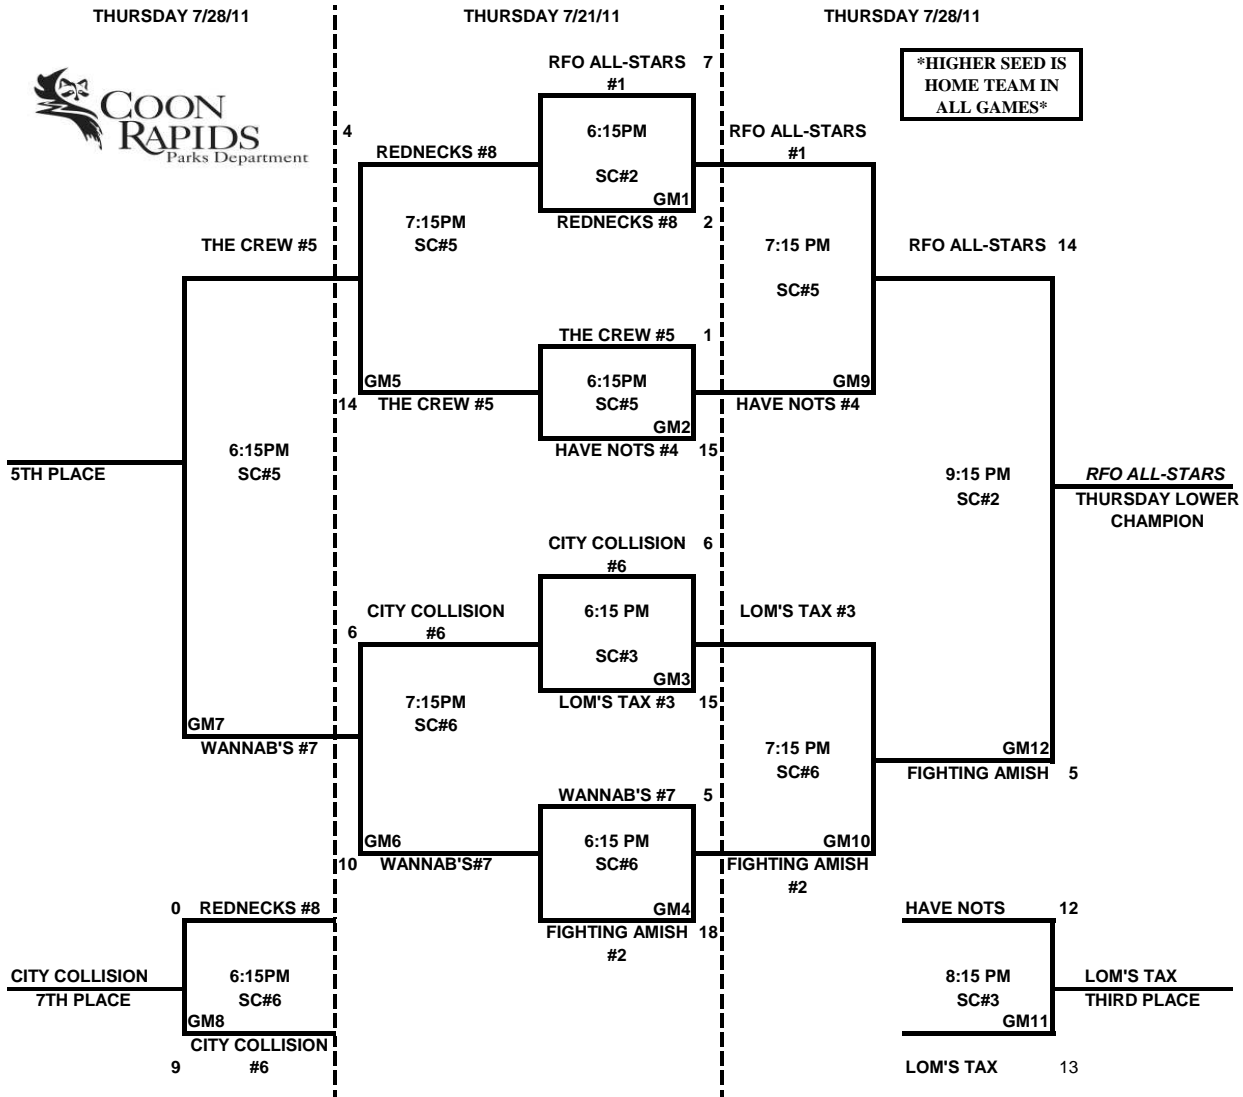 THURSDAY 7/28/11
THURSDAY 7/21/11
THURSDAY 7/28/11
COON
RAPIDS
Parks Department
*HIGHER SEED IS
HOME TEAM IN
ALL GAMES*
RFO ALL-STARS 7
#1
6:15PM
SC#2
GM1
REDNECKS #8 2
4
REDNECKS #8
7:15PM
SC#5
GM5
14
THE CREW #5
THE CREW #5 1
6:15PM
SC#5
GM2
HAVE NOTS #4 15
RFO ALL-STARS
#1
7:15 PM
SC#5
GM9
HAVE NOTS #4
RFO ALL-STARS 14
THE CREW #5
6:15PM
SC#5
5TH PLACE
GM7
WANNAB'S #7
9:15 PM
SC#2
RFO ALL-STARS
THURSDAY LOWER
CHAMPION
CITY COLLISION 6
#6
6:15 PM
SC#3
GM3
LOM'S TAX #3 15
CITY COLLISION
#6
6
7:15PM
SC#6
GM6
10
WANNAB'S#7
WANNAB'S #7 5
6:15 PM
SC#6
GM4
FIGHTING AMISH 18
#2
LOM'S TAX #3
7:15 PM
SC#6
GM10
FIGHTING AMISH
#2
GM12
FIGHTING AMISH 5
0 REDNECKS #8
CITY COLLISION
7TH PLACE
6:15PM
SC#6
GM8
CITY COLLISION
#6
9
HAVE NOTS 12
8:15 PM
SC#3
GM11
LOM'S TAX
THIRD PLACE
LOM'S TAX 13